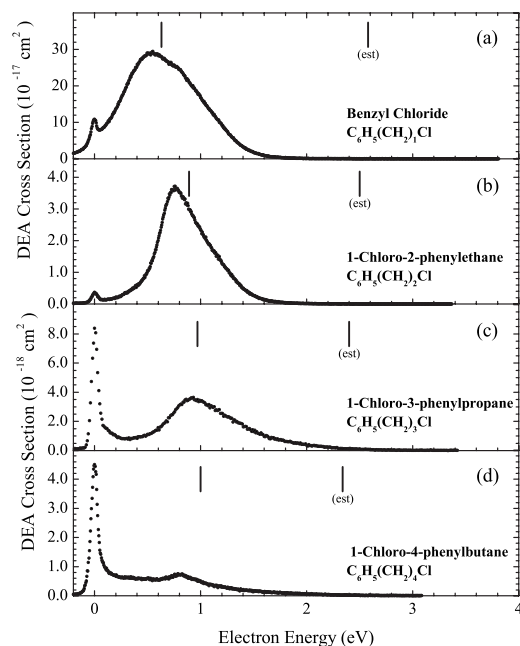 DEA Cross Section (10 -17 cm2)
30
20
10
0
(a)
(est)
Benzyl Chloride
C6H5(CH2)1Cl
4.0
3.0
2.0
1.0
0.0
(b)
(est)
1-Chloro-2-phenylethane
C6H5(CH2)2Cl
DEA Cross Section (10 -18 cm2)
8.0
6.0
4.0
2.0
0.0
(c)
(est)
1-Chloro-3-phenylpropane
C6H5(CH2)3Cl
4.0
3.0
2.0
1.0
0.0
(d)
(est)
1-Chloro-4-phenylbutane
C6H5(CH2)4Cl
0 1 2 3 4
Electron Energy (eV)